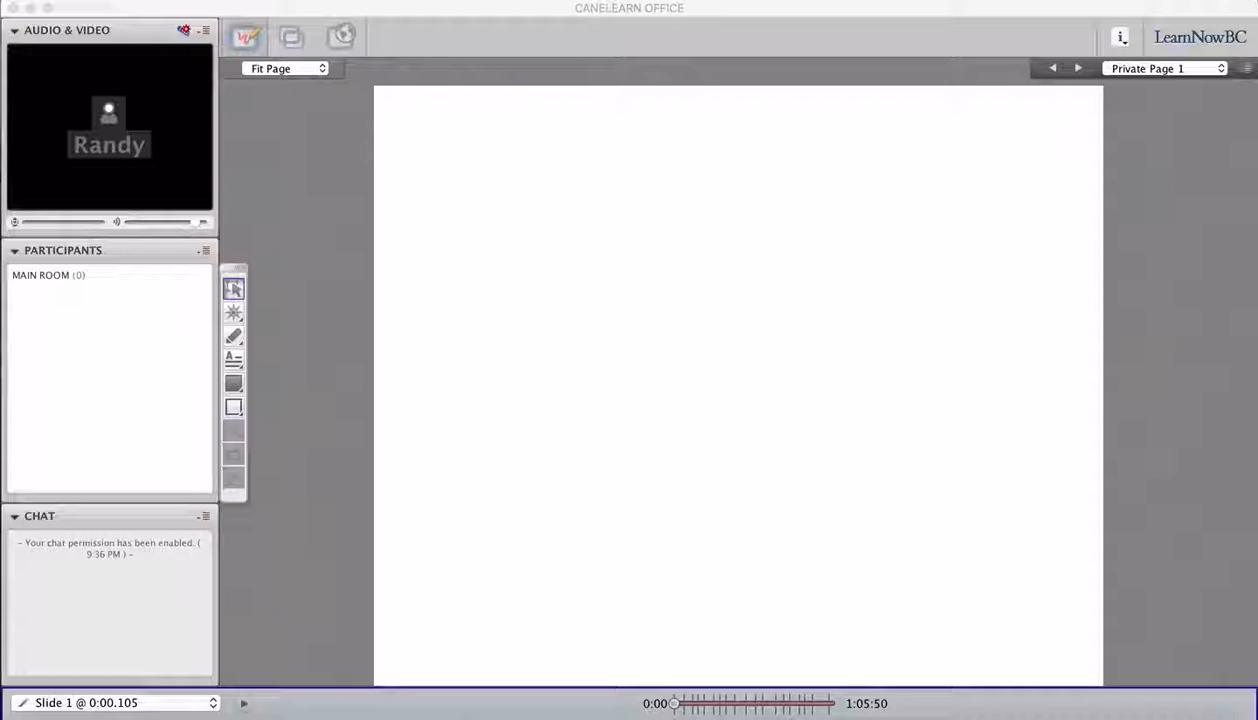 CANELEARN OFFICE
AUDIO & VIDEO
LearnNowBC
Fit Page
Private Page 1
Randy
PARTICIPANTS
MAIN ROOM (0)
CHAT
– Your chat permission has been enabled. (
9:36 PM ) –
Slide 1 @ 0:00.105
0:00
1:05:50